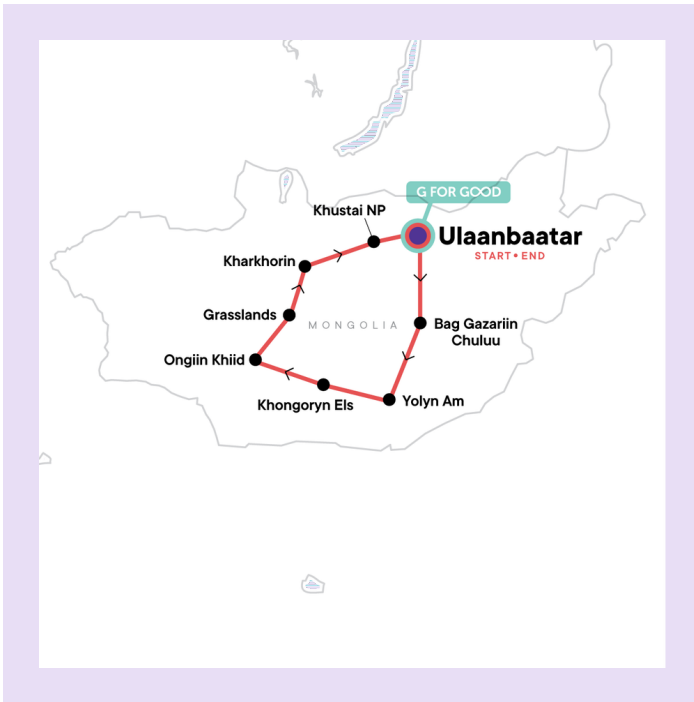 G FOR GOOD
Khustai NP
Ulaanbaatar
START • END
Kharkhorin
Grasslands
MONGOLIA
Bag Gazariin
Chuluu
Ongiin Khiid
Khongoryn Els
Yolyn Am